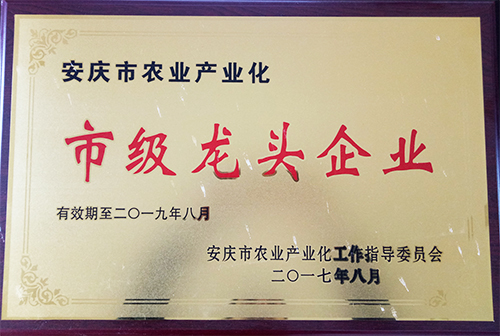 安庆市农业产业化
市级龙头企业
有效期至二〇一九年八月
安庆市农业产业化工作指导委员会
二〇一七年八月